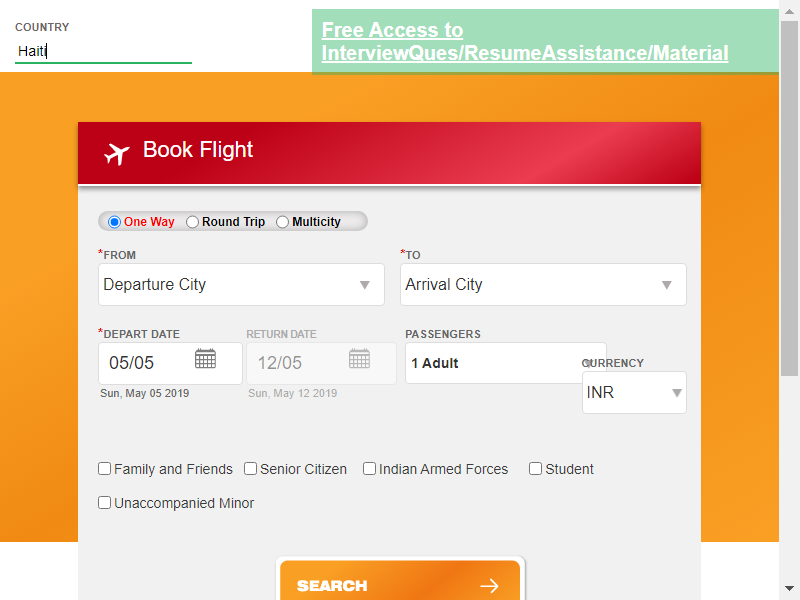 COUNTRY
Haiti
Free Access to
InterviewQues/ResumeAssistance/Material
Book Flight
One Way Round Trip Multicity
*FROM
*TO
Departure City
Arrival City
*DEPART DATE
RETURN DATE
PASSENGERS
05/05
12/05
1 Adult
CURRENCY
INR
Sun, May 05 2019
Sun, May 12 2019
Family and Friends Senior Citizen Indian Armed Forces Student
Unaccompanied Minor
SEARCH